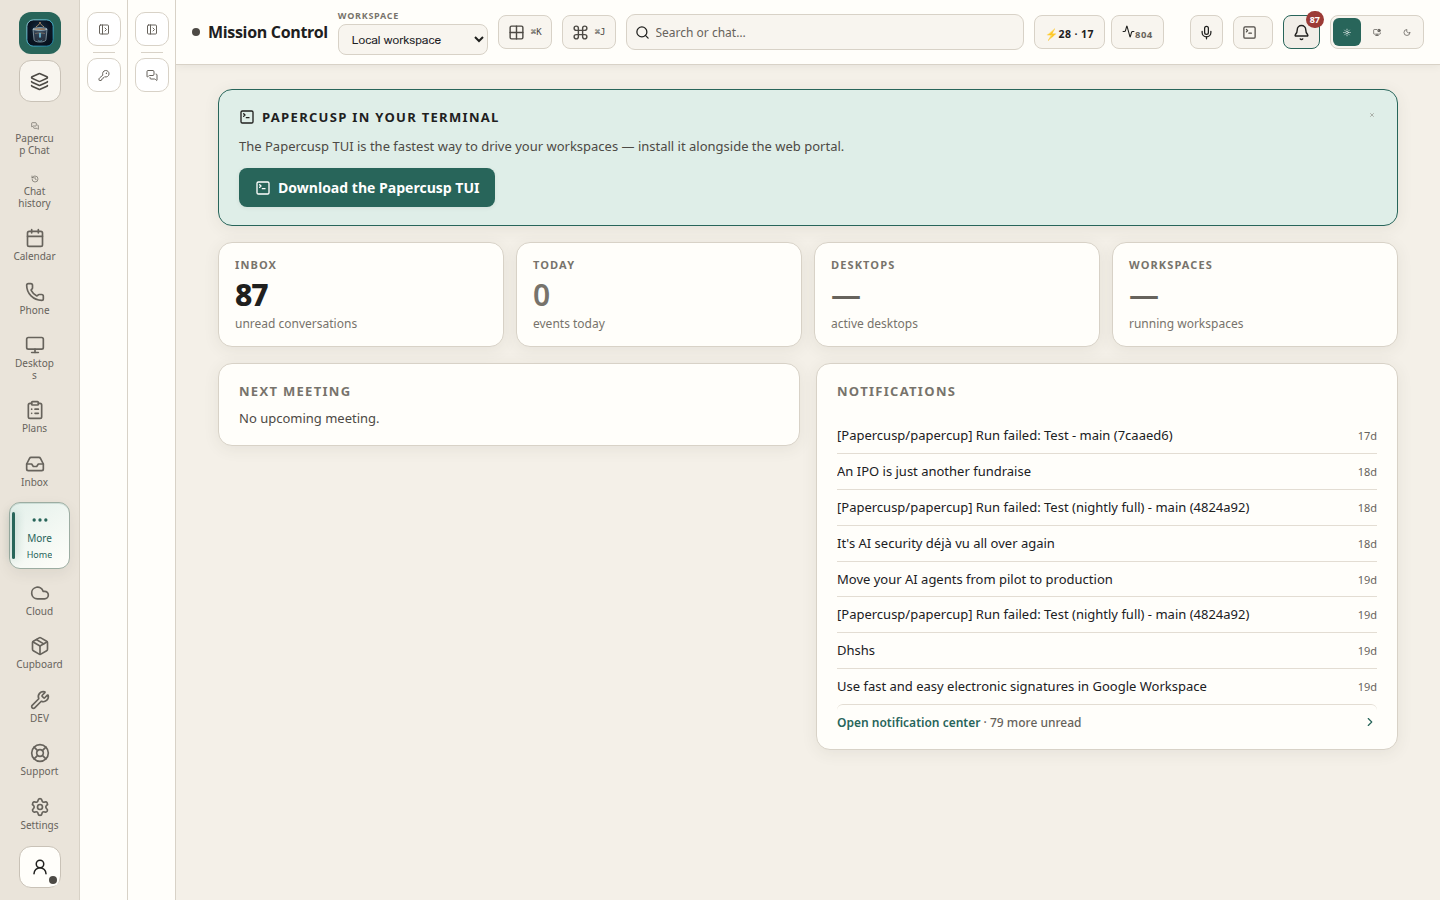 Mission Control
WORKSPACE
Local workspace
⌘K
⌘J
Search or chat...
⚡28 · 17
804
87
Papercu
p Chat
Chat
history
Calendar
Phone
Desktop
s
Plans
Inbox
More
Home
Cloud
Cupboard
DEV
Support
Settings
PAPERCUSP IN YOUR TERMINAL
The Papercusp TUI is the fastest way to drive your workspaces — install it alongside the web portal.
Download the Papercusp TUI
INBOX
87
unread conversations
TODAY
0
events today
DESKTOPS
—
active desktops
WORKSPACES
—
running workspaces
NEXT MEETING
No upcoming meeting.
NOTIFICATIONS
[Papercusp/papercup] Run failed: Test - main (7caaed6) 17d
An IPO is just another fundraise 18d
[Papercusp/papercup] Run failed: Test (nightly full) - main (4824a92) 18d
It's AI security déjà vu all over again 18d
Move your AI agents from pilot to production 19d
[Papercusp/papercup] Run failed: Test (nightly full) - main (4824a92) 19d
Dhshs 19d
Use fast and easy electronic signatures in Google Workspace 19d
Open notification center · 79 more unread